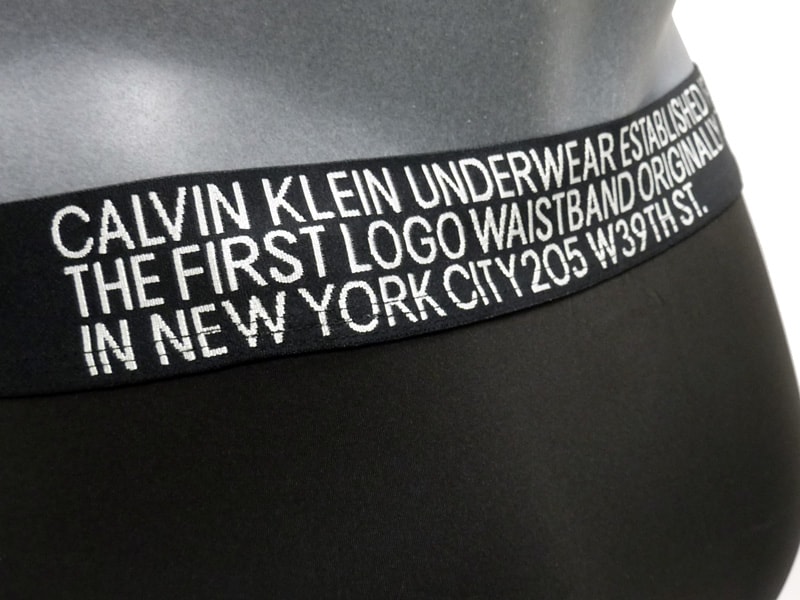 CALVIN KLEIN UNDERWEAR ESTABLISHED
THE FIRST LOGO WAISTBAND ORIGINALLY
IN NEW YORK CITY 205 W39TH ST.